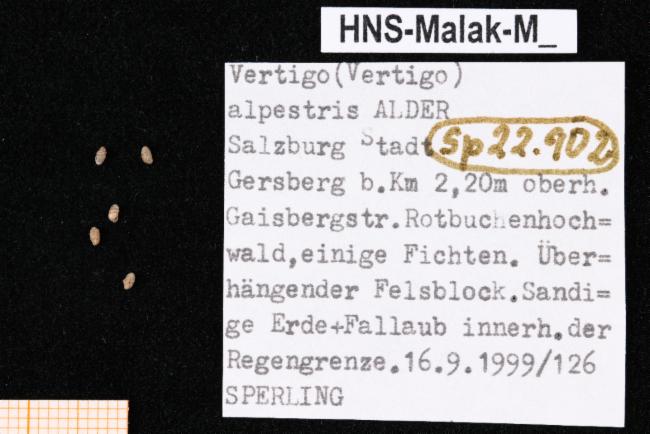 HNS-Malak-M_
Vertigo(Vertigo)
alpestris ALDER
Salzburg Stadt Sp22.902
Gersberg b.Km 2,20m oberh.
Gaisbergstr.Rotbuchenhoch=
wald,einige Fichten. Über=
hängender Felsblock.Sandi=
ge Erde+Fallaub innerh.der
Regengrenze.16.9.1999/126
SPERLING